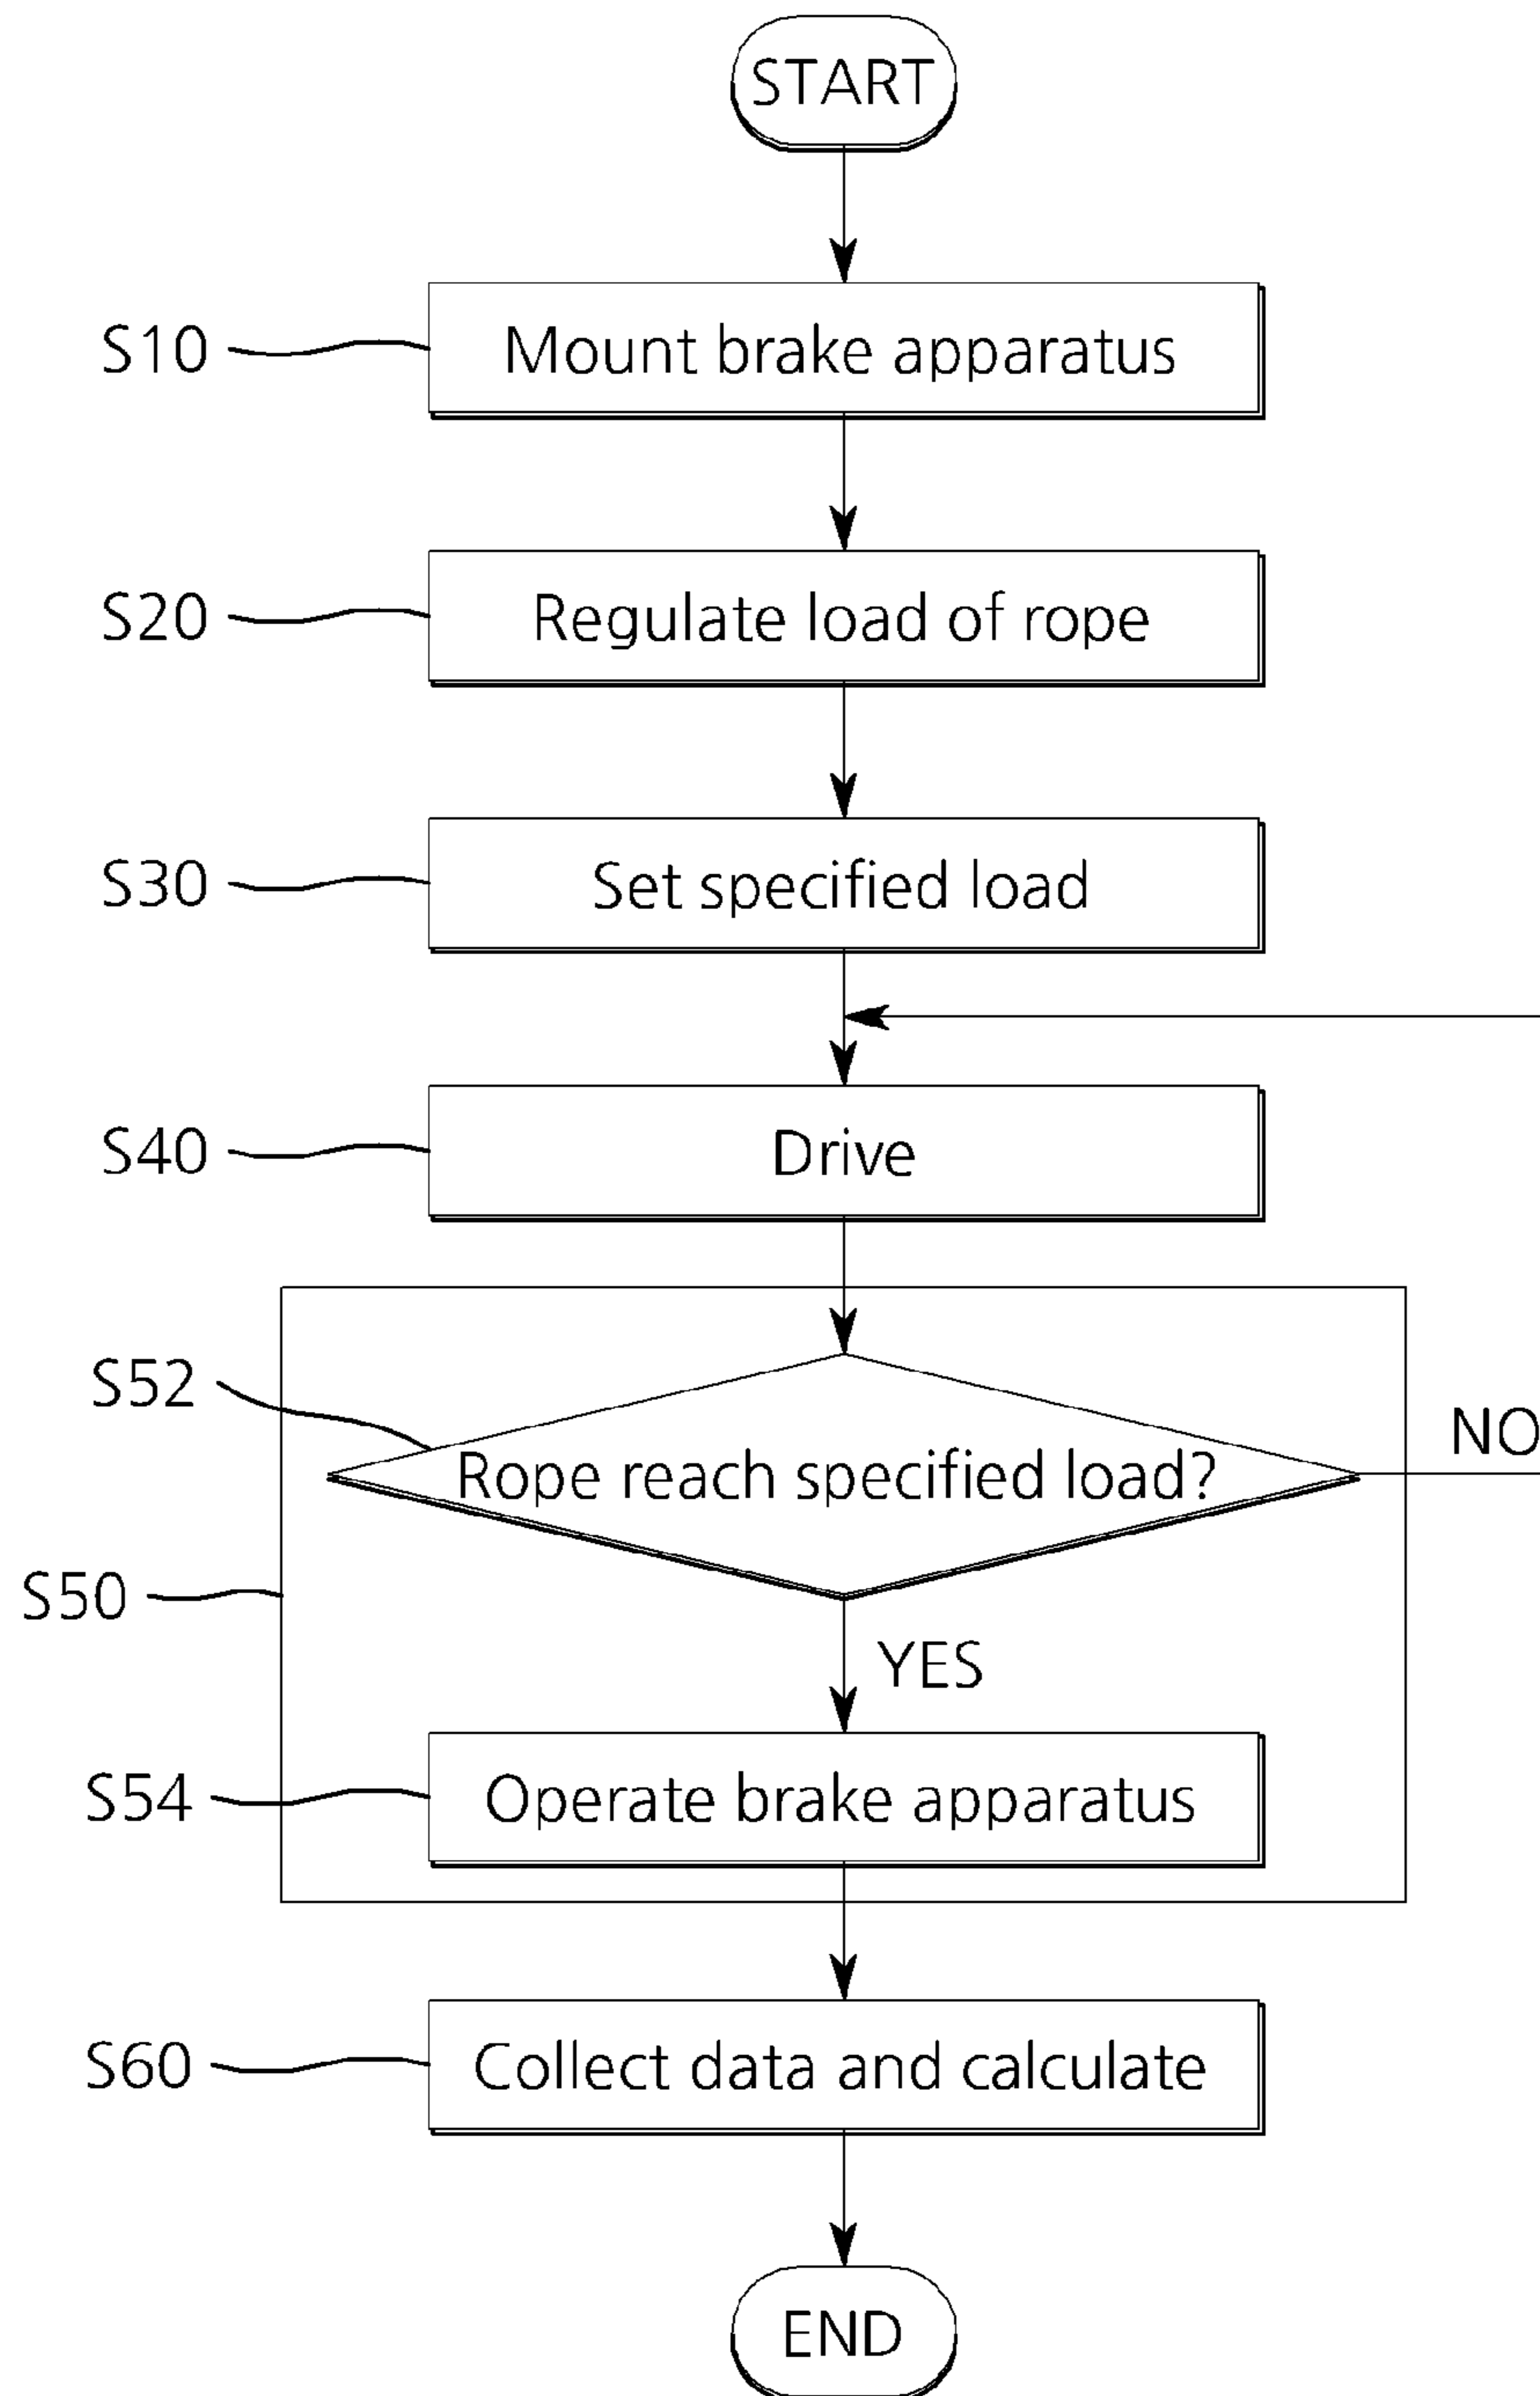 START
S10
Mount brake apparatus
S20
Regulate load of rope
S30
Set specified load
S40
Drive
S52
Rope reach specified load?
NO
S50
YES
S54
Operate brake apparatus
S60
Collect data and calculate
END